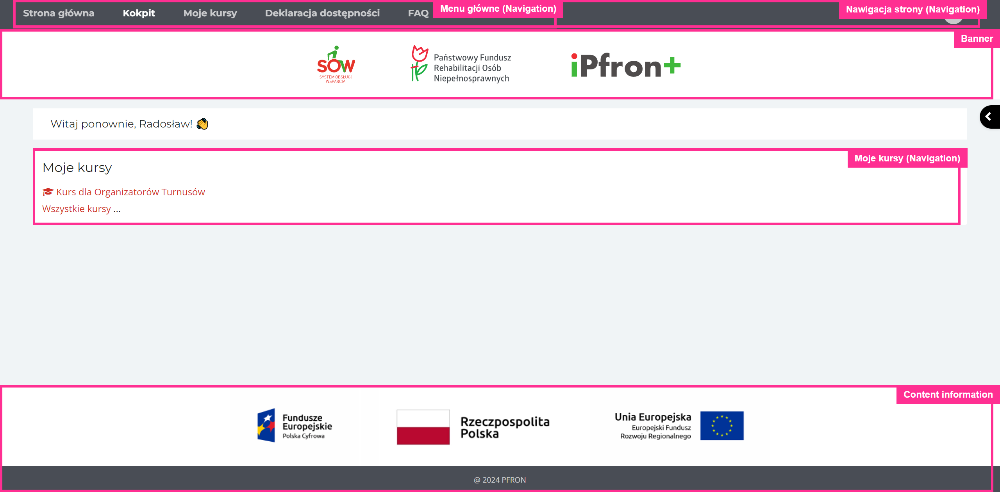 Strona główna Kokpit Moje kursy Deklaracja dostępności FAQ Menu główne (Navigation) Nawigacja strony (Navigation)
Banner
SOW
SYSTEM OBSŁUGI
WSPARCIA
Państwowy Fundusz
Rehabilitacji Osób
Niepełnosprawnych
iPfron+
Witaj ponownie, Radosław! 👏
Moje kursy (Navigation)
Moje kursy
Kurs dla Organizatorów Turnusów
Wszystkie kursy ...
Content information
Fundusze
Europejskie
Polska Cyfrowa
Rzeczpospolita
Polska
Unia Europejska
Europejski Fundusz
Rozwoju Regionalnego
@ 2024 PFRON